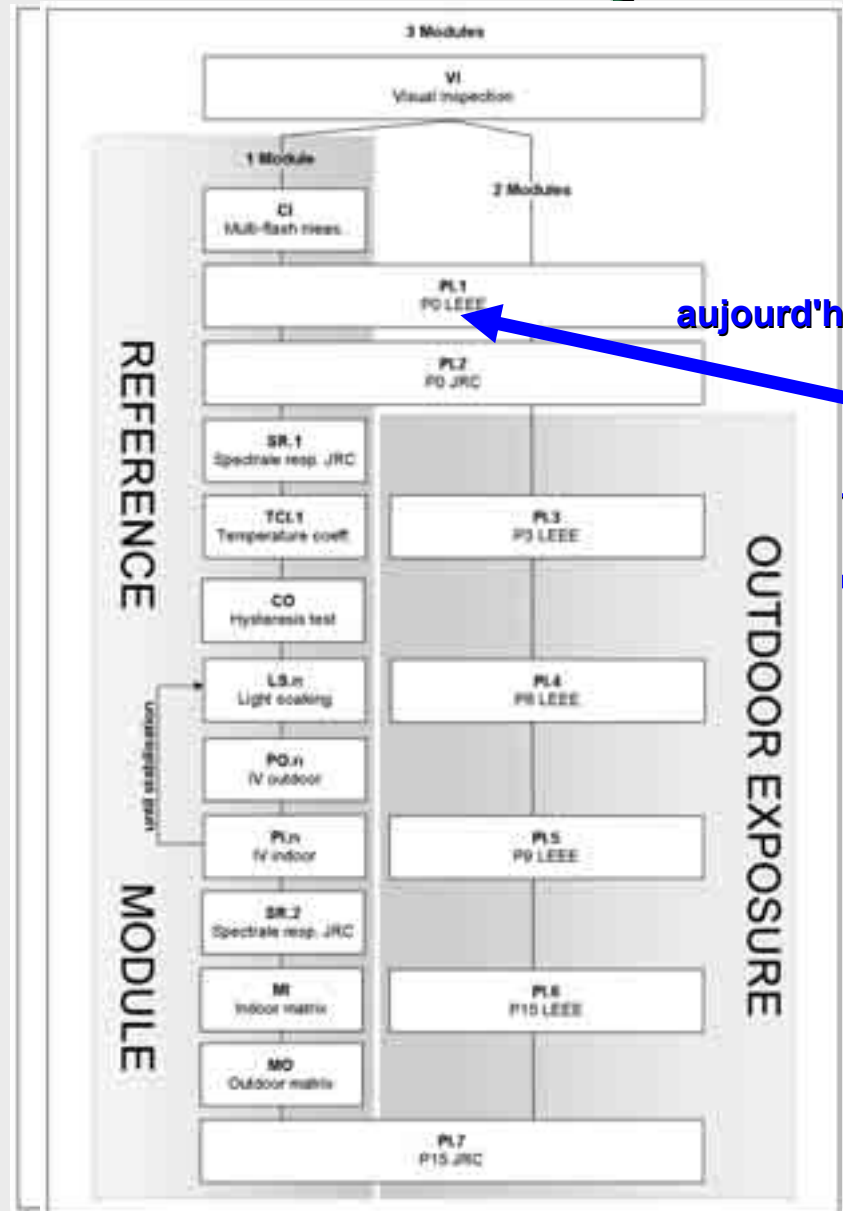 3 Modules
VI
Visual inspection
1 Module
2 Modules
CI
Multi-flash meas.
PI.1
P0 LEEE
aujourd'h
PI.2
P0 JRC
REFERENCE
MODULE
SR.1
Spectrale resp. JRC
TCI.1
Temperature coeff.
CO
Hysteresis test
LS.n
Light soaking
until stabilisation
PO.n
IV outdoor
PI.n
IV indoor
SR.2
Spectrale resp. JRC
MI
Indoor matrix
MO
Outdoor matrix
OUTDOOR EXPOSURE
PI.3
P3 LEEE
PI.4
P6 LEEE
PI.5
P9 LEEE
PI.6
P15 LEEE
PI.7
P15 JRC